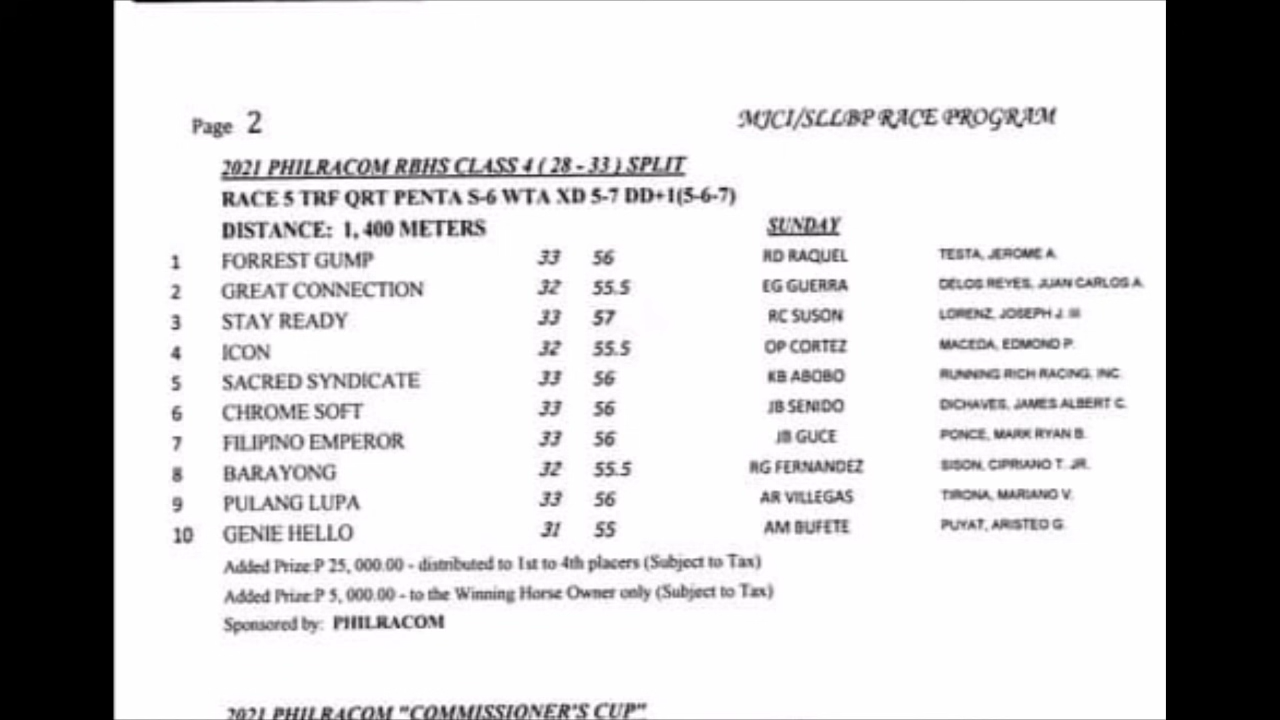 Page 2 MJCI/SLLBP RACE PROGRAM
2021 PHILRACOM RBHS CLASS 4 ( 28 - 33 ) SPLIT
RACE 5 TRF QRT PENTA S-6 WTA XD 5-7 DD+1(5-6-7)
DISTANCE: 1, 400 METERS SUNDAY
1 FORREST GUMP 33 56 RD RAQUEL TESTA, JEROME A.
2 GREAT CONNECTION 32 55.5 EG GUERRA DELOS REYES, JUAN CARLOS A.
3 STAY READY 33 57 RC SUSON LORENZ, JOSEPH J. III
4 ICON 32 55.5 OP CORTEZ MACEDA, EDMOND P.
5 SACRED SYNDICATE 33 56 KB ABOBO RUNNING RICH RACING, INC.
6 CHROME SOFT 33 56 JB SENIDO DICHAVES, JAMES ALBERT C.
7 FILIPINO EMPEROR 33 56 JB GUCE PONCE, MARK RYAN B.
8 BARAYONG 32 55.5 RG FERNANDEZ SISON, CIPRIANO T. JR.
9 PULANG LUPA 33 56 AR VILLEGAS TIRONA, MARIANO V.
10 GENIE HELLO 31 55 AM BUFETE PUYAT, ARISTEO G.
Added Prize:P 25, 000.00 - distributed to 1st to 4th placers (Subject to Tax)
Added Prize:P 5, 000.00 - to the Winning Horse Owner only (Subject to Tax)
Sponsored by: PHILRACOM
2021 PHILRACOM "COMMISSIONER'S CUP"